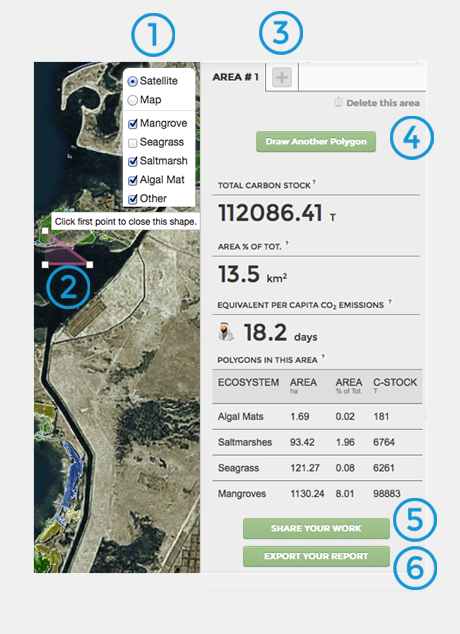 1
3
Satellite
Map
Mangrove
Seagrass
Saltmarsh
Algal Mat
Other
Click first point to close this shape.
2
AREA # 1 +
Delete this area
Draw Another Polygon
4
TOTAL CARBON STOCK ?
112086.41 T
AREA % OF TOT. ?
13.5 km²
EQUIVALENT PER CAPITA CO₂ EMISSIONS ?
18.2 days
POLYGONS IN THIS AREA ?
ECOSYSTEM AREA AREA C-STOCK
ha % of Tot. T
Algal Mats 1.69 0.02 181
Saltmarshes 93.42 1.96 6764
Seagrass 121.27 0.08 6261
Mangroves 1130.24 8.01 98883
SHARE YOUR WORK
5
EXPORT YOUR REPORT
6